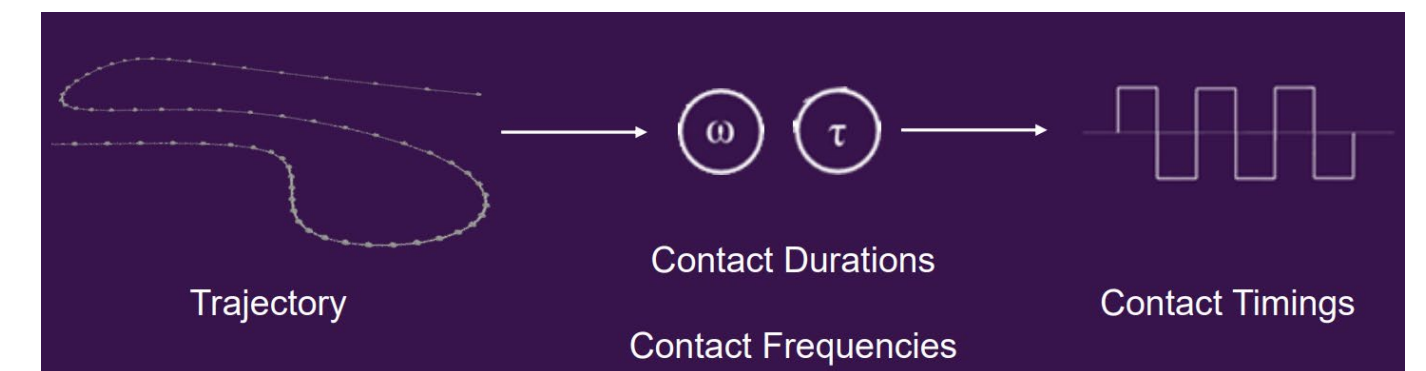 ω τ
Contact Durations
Trajectory
Contact Timings
Contact Frequencies